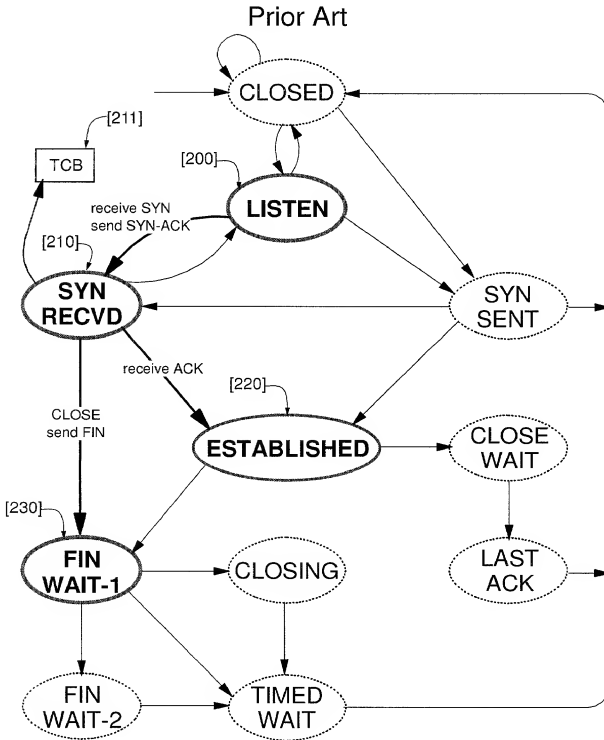 Prior Art
CLOSED
[211]
TCB
[200]
LISTEN
receive SYN
send SYN-ACK
[210]
SYN
RECVD
SYN
SENT
receive ACK
[220]
CLOSE
send FIN
ESTABLISHED
CLOSE
WAIT
[230]
FIN
WAIT-1
CLOSING
LAST
ACK
FIN
WAIT-2
TIMED
WAIT